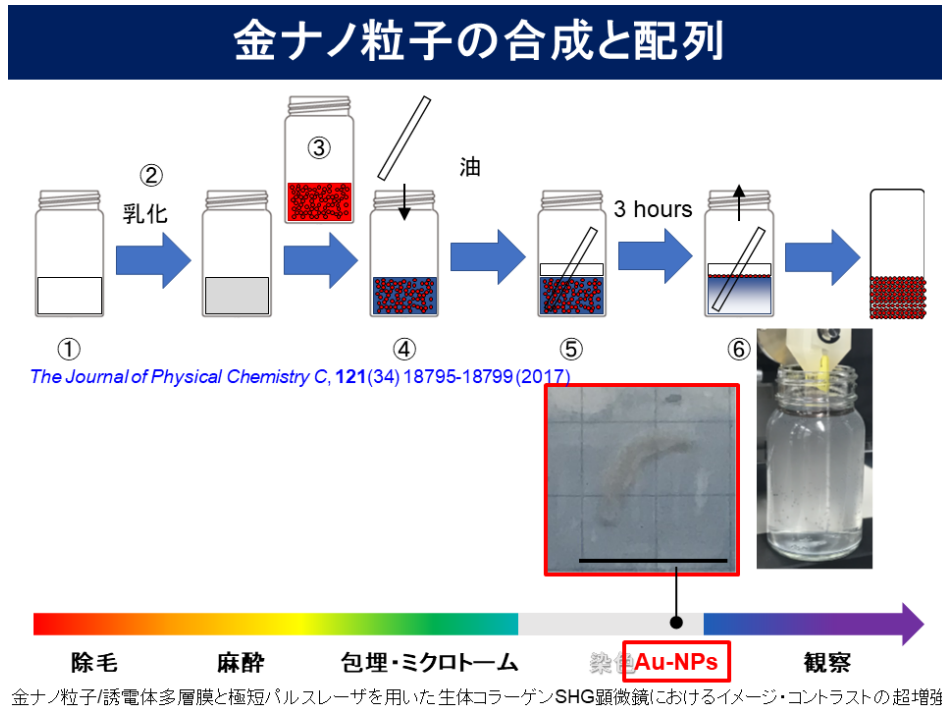 金ナノ粒子の合成と配列
②
乳化
③
油
3 hours
①
④
⑤
⑥
The Journal of Physical Chemistry C, 121(34) 18795-18799 (2017)
除毛
麻酔
包埋・ミクロトーム
染色
Au-NPs
観察
金ナノ粒子/誘電体多層膜と極短パルスレーザを用いた生体コラーゲンSHG顕微鏡におけるイメージ・コントラストの超増強